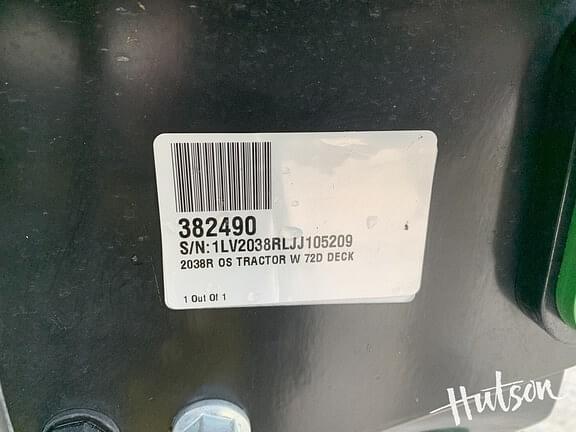 382490
S/N:1LV2038RLJJ105209
2038R OS TRACTOR W 72D DECK
1 Out Of 1
Hutson